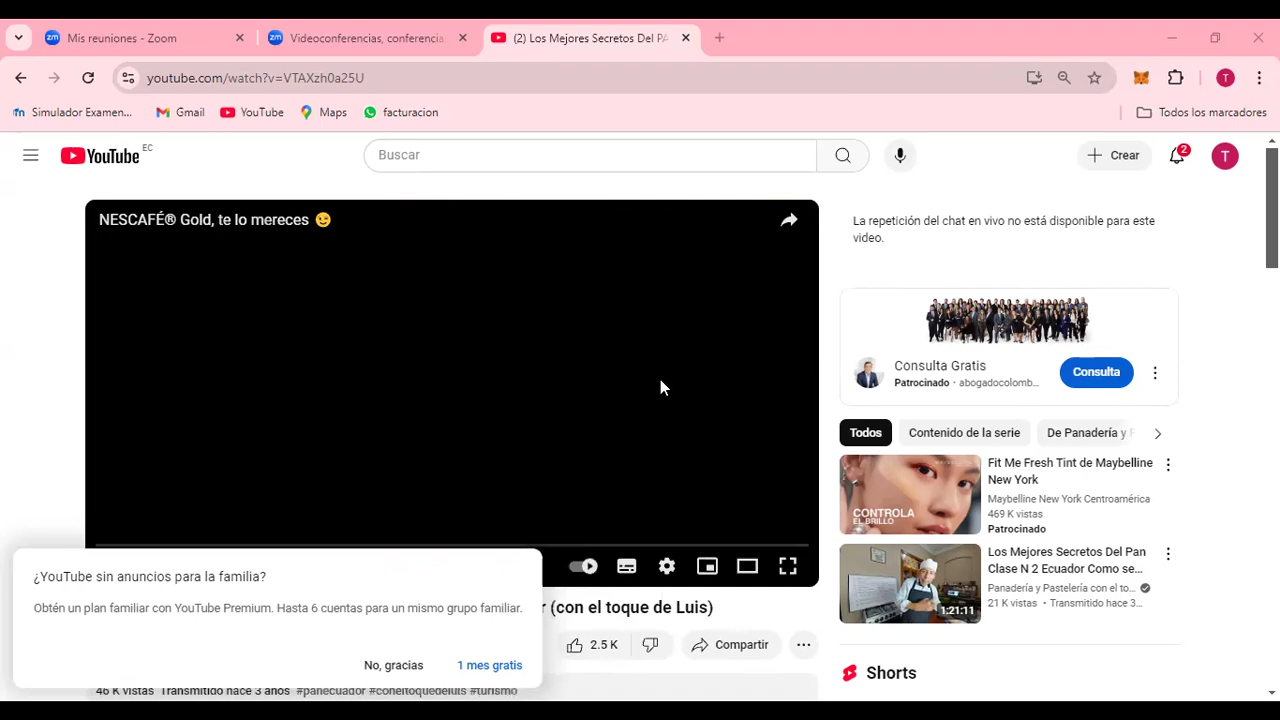 Mis reuniones - Zoom
Videoconferencias, conferencia
(2) Los Mejores Secretos Del PA
youtube.com/watch?v=VTAXzh0a25U
Simulador Examen...
Gmail
YouTube
Maps
facturacion
Todos los marcadores
YouTube EC
Buscar
Crear
2
T
NESCAFÉ® Gold, te lo mereces 😉
La repetición del chat en vivo no está disponible para este
video.
Consulta Gratis
Patrocinado · abogadocolomb...
Consulta
Todos
Contenido de la serie
De Panadería y
CONTROLA
EL BRILLO
Fit Me Fresh Tint de Maybelline
New York
Maybelline New York Centroamérica
469 K vistas
Patrocinado
1:21:11
Los Mejores Secretos Del Pan
Clase N 2 Ecuador Como se...
Panadería y Pastelería con el to...
21 K vistas • Transmitido hace 3...
Shorts
¿YouTube sin anuncios para la familia?
Obtén un plan familiar con YouTube Premium. Hasta 6 cuentas para un mismo grupo familiar.
No, gracias
1 mes gratis
r (con el toque de Luis)
2.5 K
Compartir
46 K vistas Transmitido hace 3 años #panecuador #coneltoquedeluis #turismo